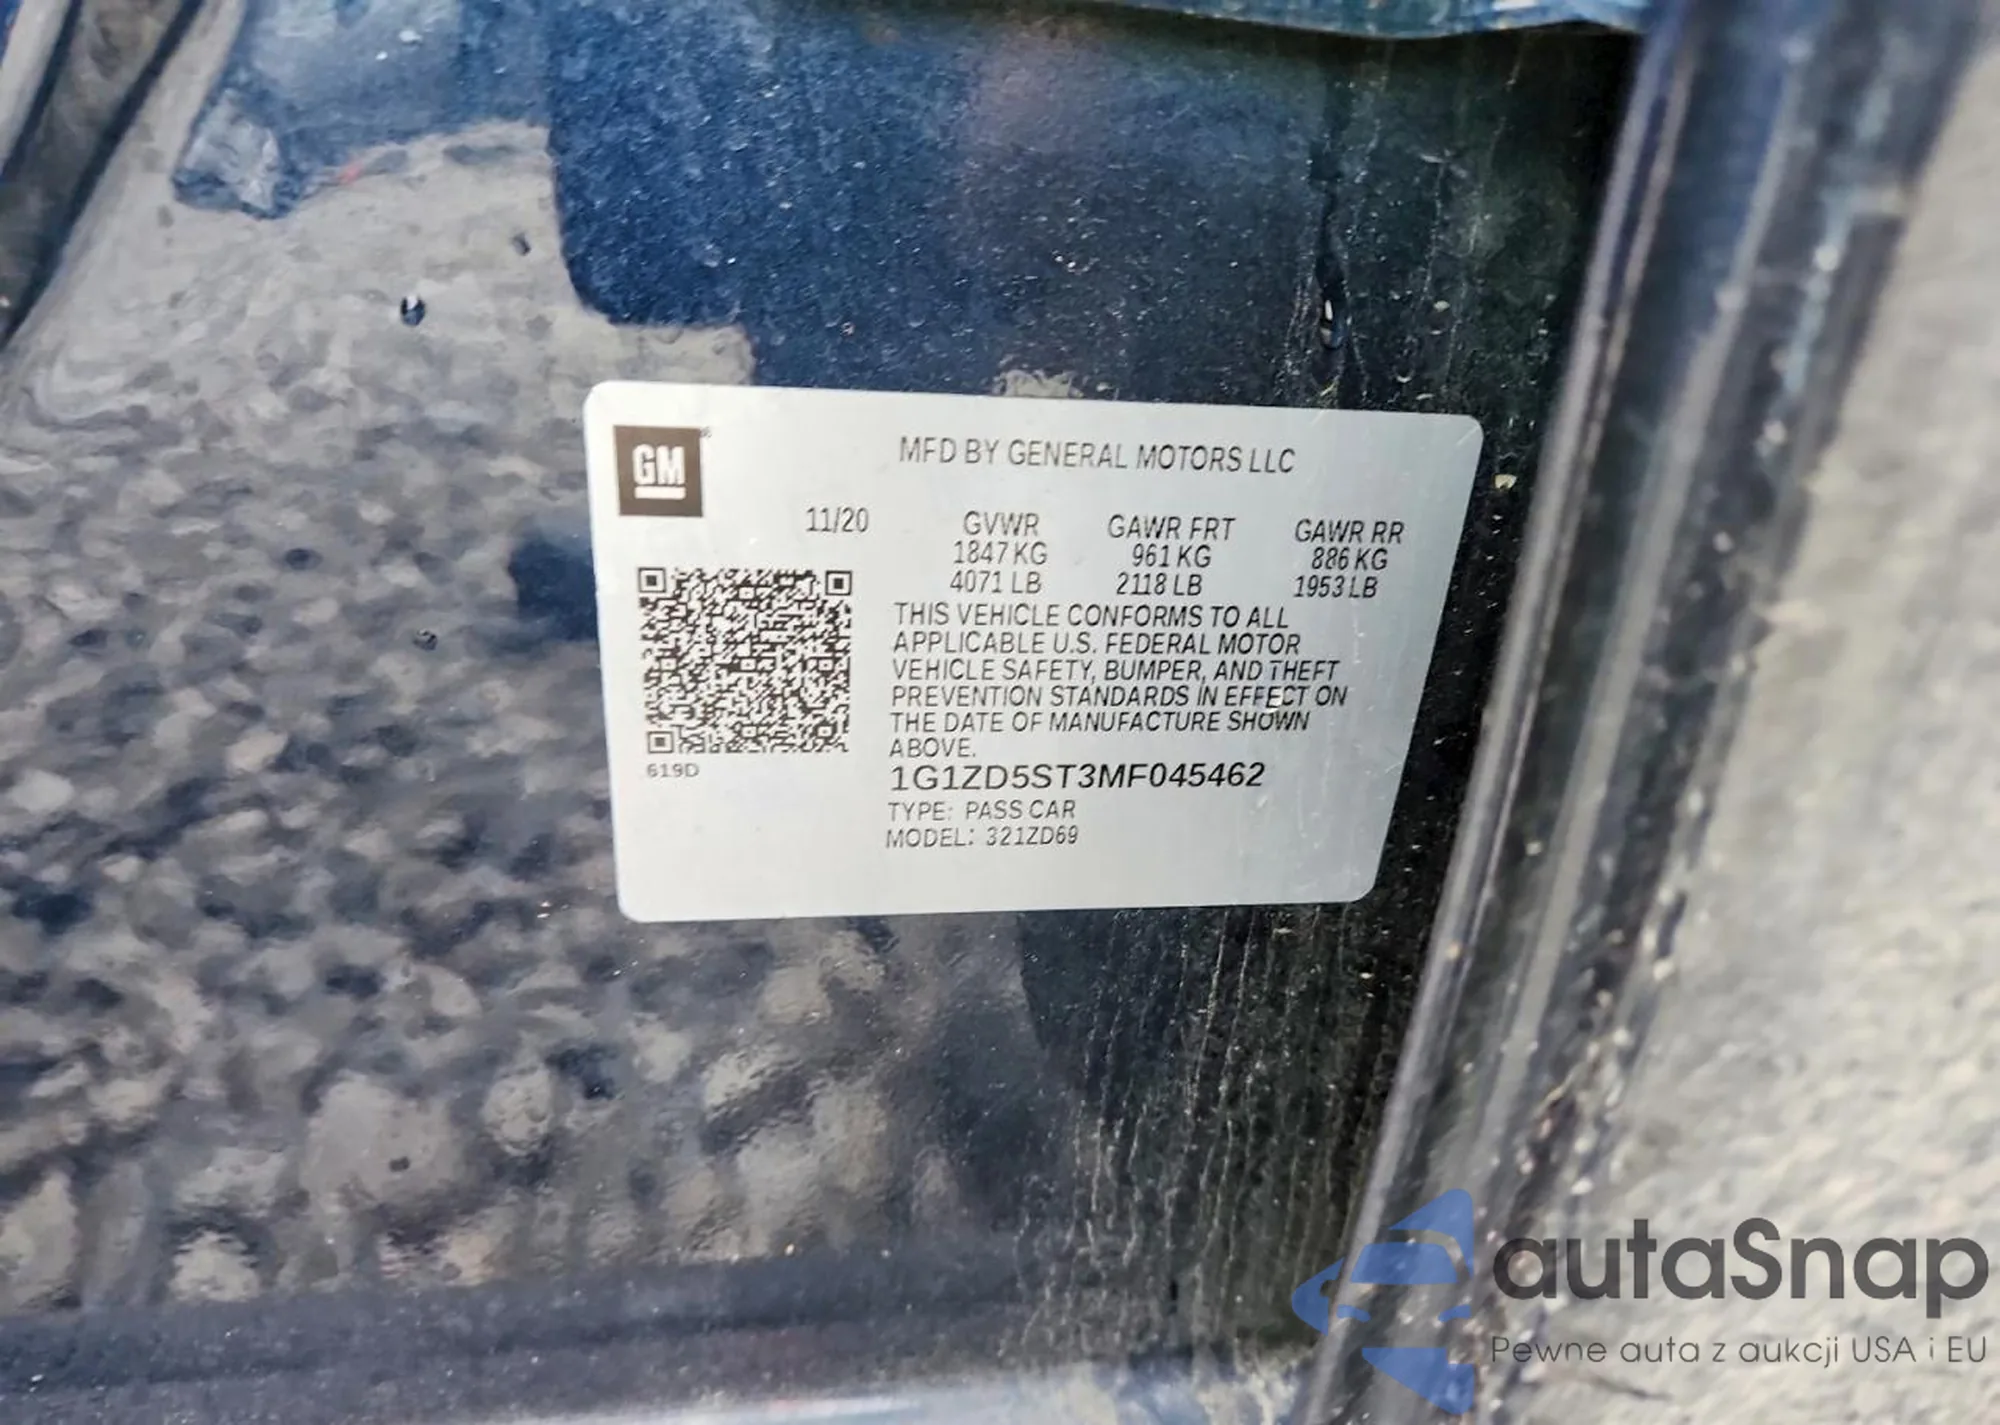 GM
MFD BY GENERAL MOTORS LLC
11/20 GVWR GAWR FRT GAWR RR
1847 KG 961 KG 886 KG
4071 LB 2118 LB 1953 LB
THIS VEHICLE CONFORMS TO ALL
APPLICABLE U.S. FEDERAL MOTOR
VEHICLE SAFETY, BUMPER, AND THEFT
PREVENTION STANDARDS IN EFFECT ON
THE DATE OF MANUFACTURE SHOWN
ABOVE.
619D
1G1ZD5ST3MF045462
TYPE: PASS CAR
MODEL: 321ZD69
autaSnap
Pewne auta z aukcji USA i EU